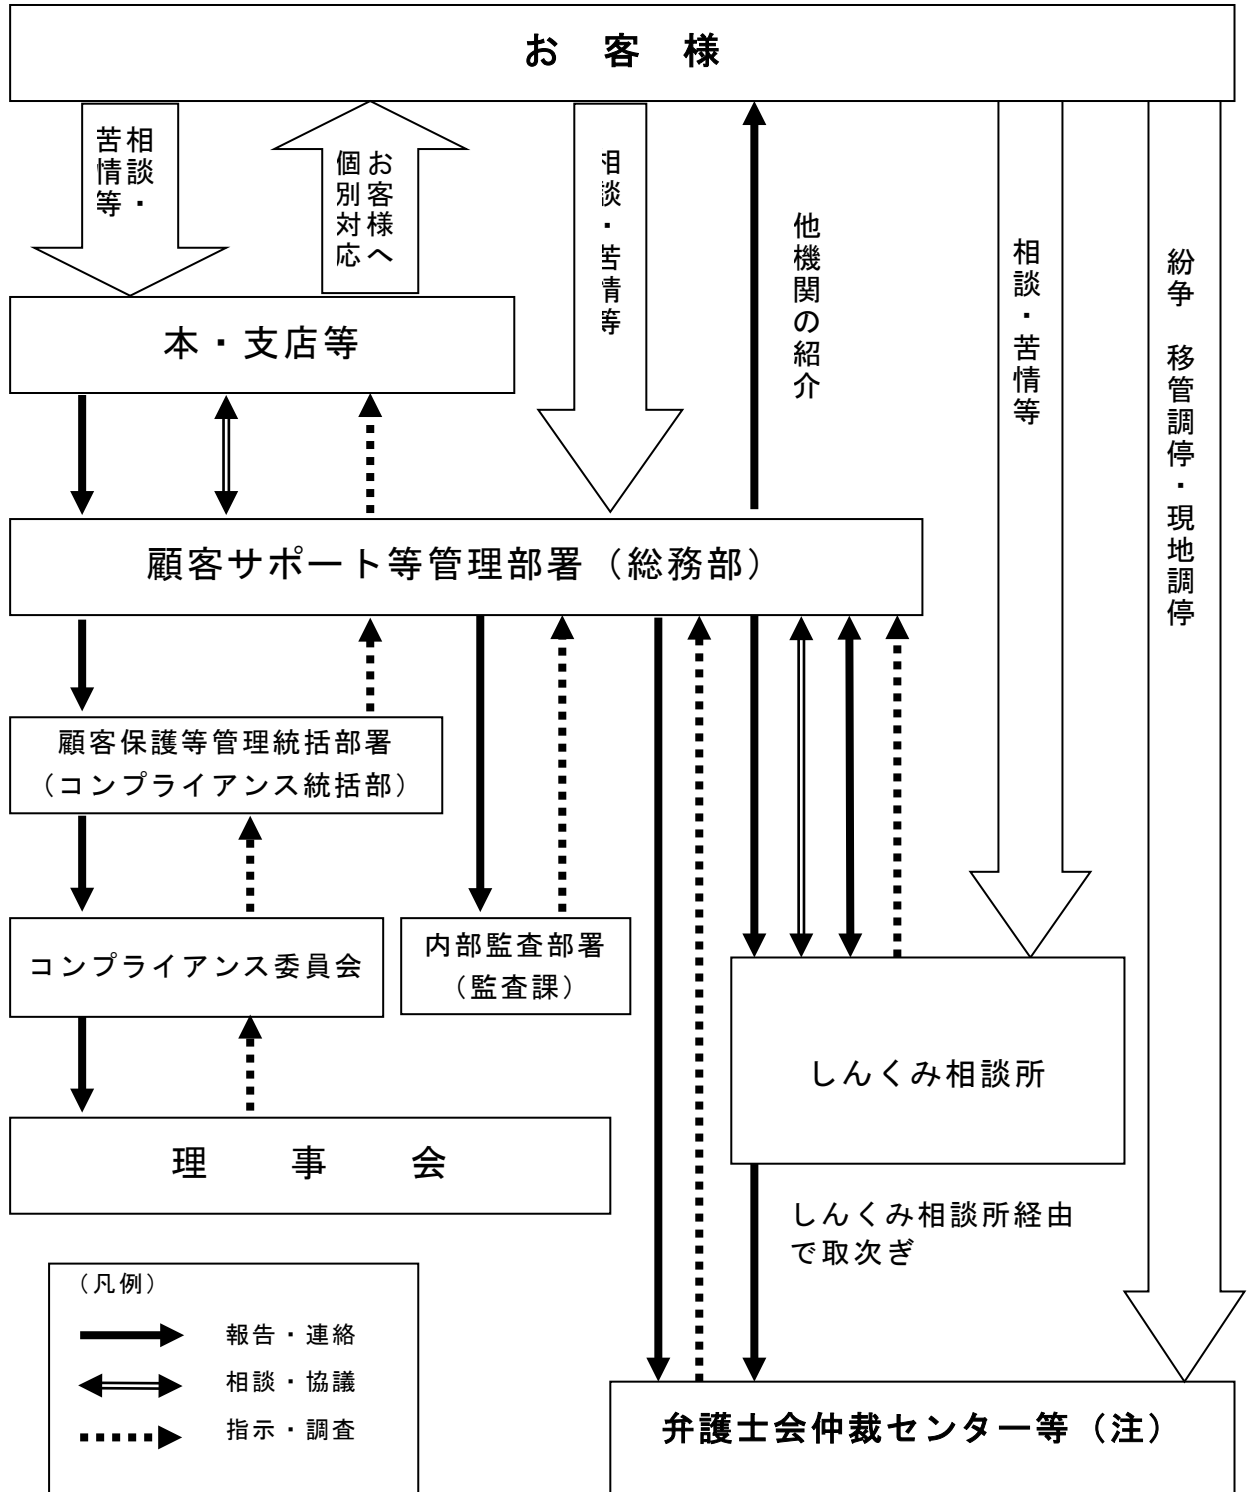 お 客 様
相談・
苦情等
お客様へ
個別対応
相談・苦情等
他機関の紹介
相談・苦情等
紛争 移管調停・現地調停
本・支店等
顧客サポート等管理部署（総務部）
顧客保護等管理統括部署
（コンプライアンス統括部）
コンプライアンス委員会
内部監査部署
（監査課）
しんくみ相談所
理 事 会
しんくみ相談所経由
で取次ぎ
（凡例）
報告・連絡
相談・協議
指示・調査
弁護士会仲裁センター等（注）